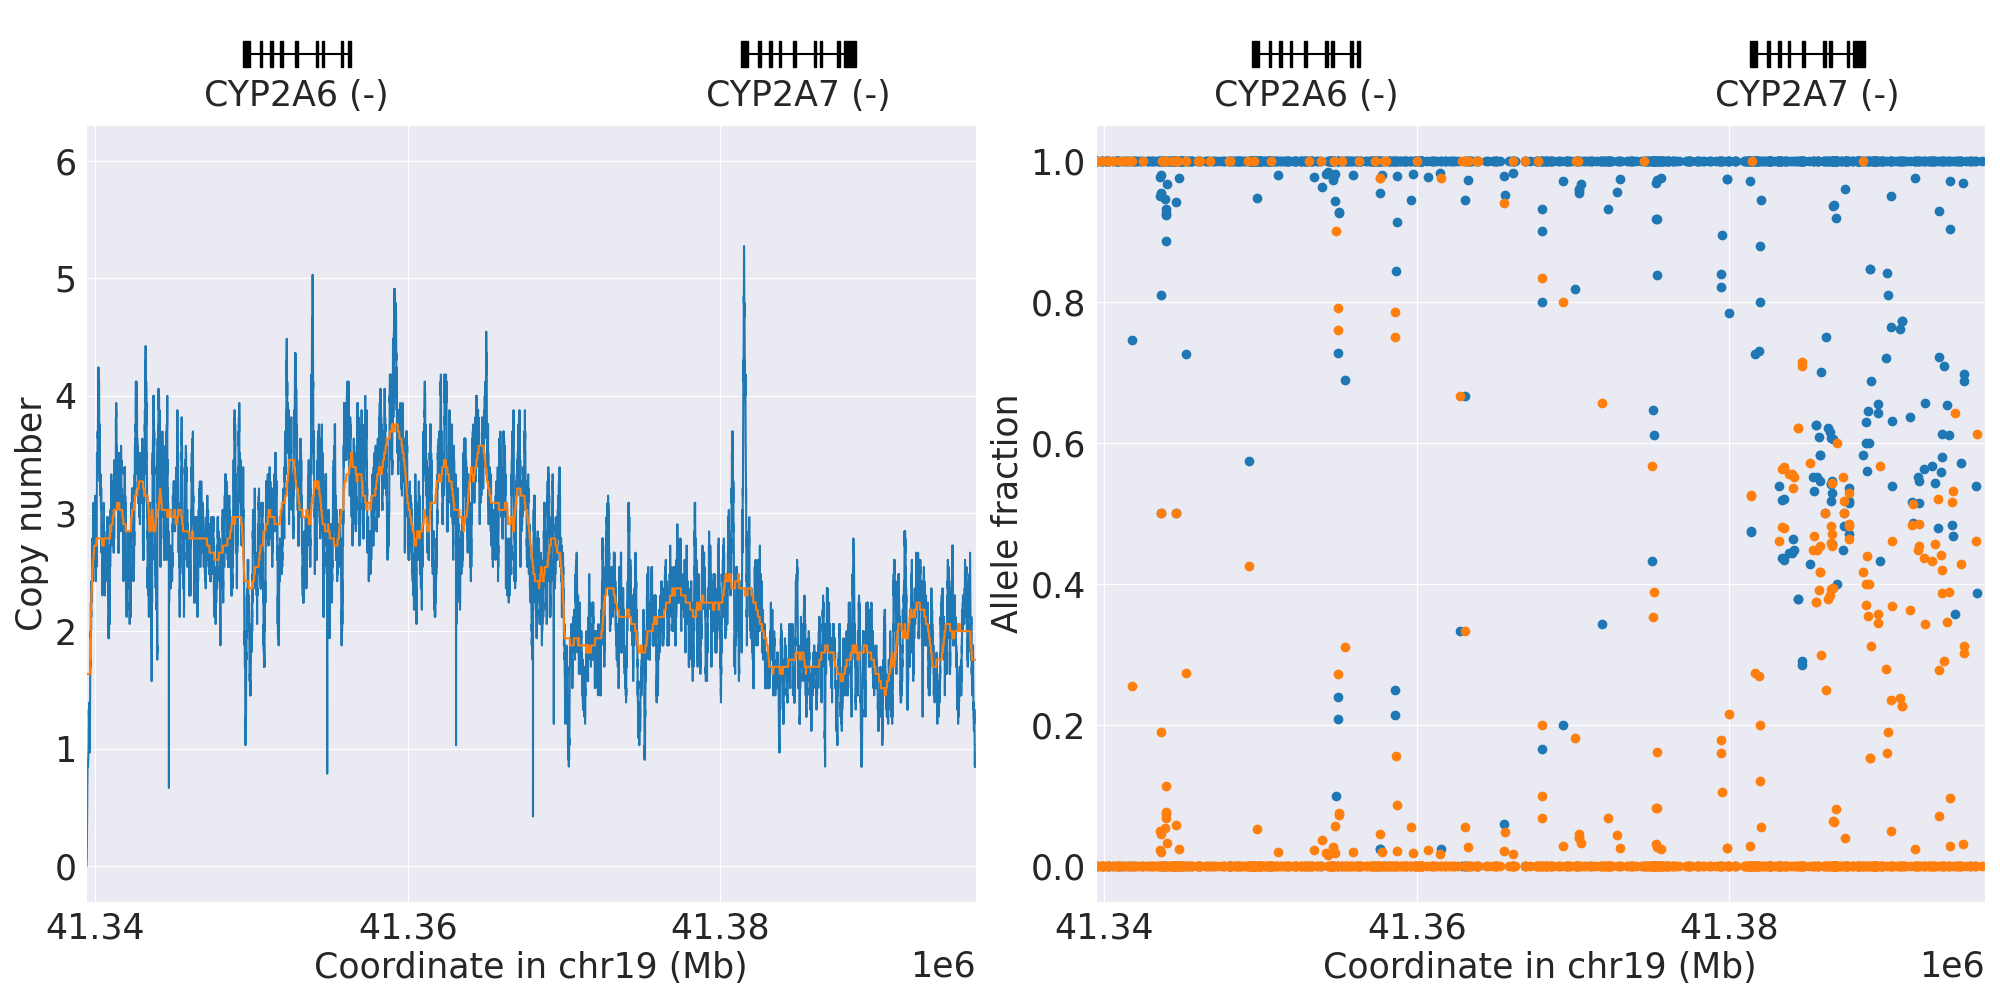 CYP2A6 (-)
CYP2A7 (-)
6
5
4
3
2
1
0
Copy number
41.34
41.36
41.38
Coordinate in chr19 (Mb)
1e6
CYP2A6 (-)
CYP2A7 (-)
1.0
0.8
0.6
0.4
0.2
0.0
Allele fraction
41.34
41.36
41.38
Coordinate in chr19 (Mb)
1e6